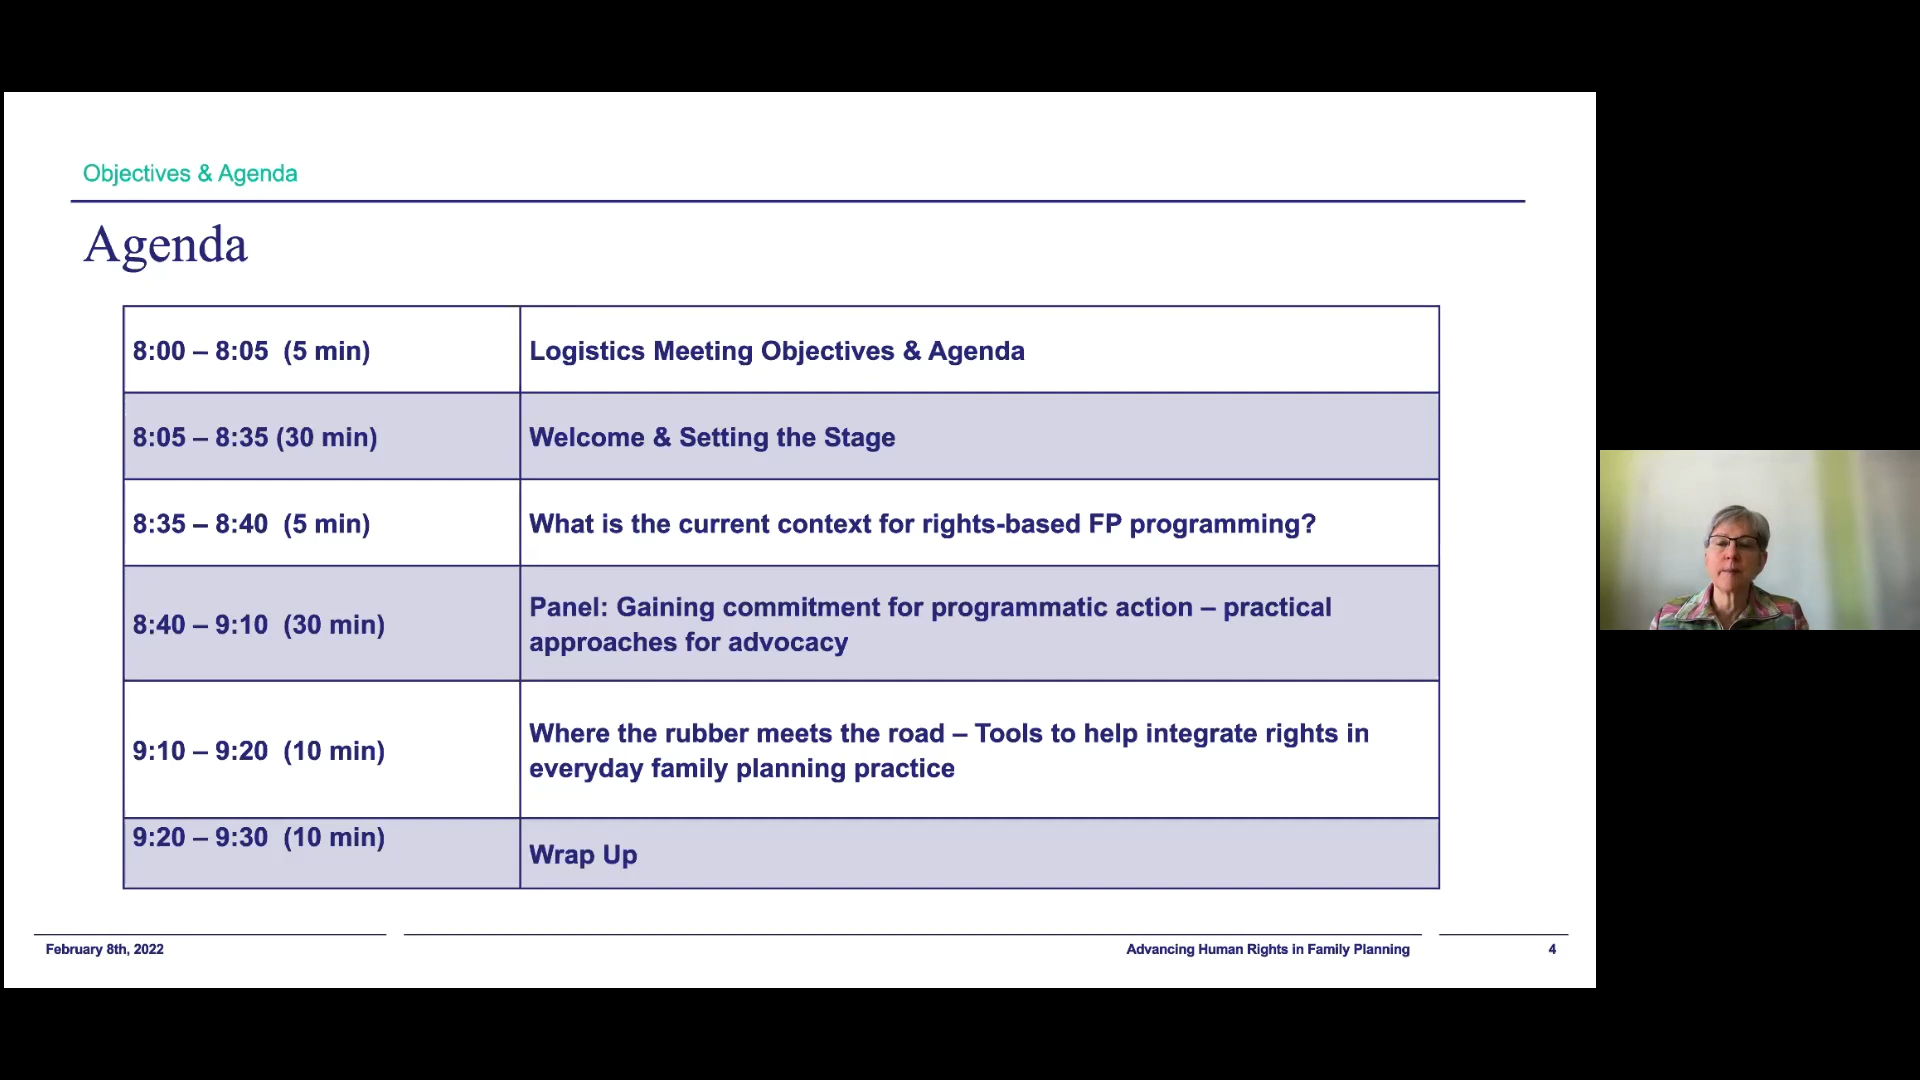 Objectives & Agenda
Agenda
8:00 – 8:05  (5 min)
Logistics Meeting Objectives & Agenda
8:05 – 8:35 (30 min)
Welcome & Setting the Stage
8:35 – 8:40  (5 min)
What is the current context for rights-based FP programming?
8:40 – 9:10  (30 min)
Panel: Gaining commitment for programmatic action – practical
approaches for advocacy
9:10 – 9:20  (10 min)
Where the rubber meets the road – Tools to help integrate rights in
everyday family planning practice
9:20 – 9:30  (10 min)
Wrap Up
February 8th, 2022
Advancing Human Rights in Family Planning
4